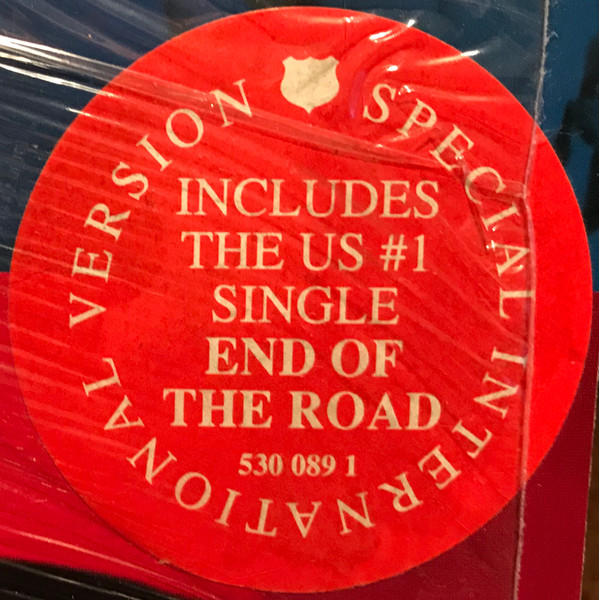 SPECIAL INTERNATIONAL VERSION
INCLUDES
THE US #1
SINGLE
END OF
THE ROAD
530 089 1